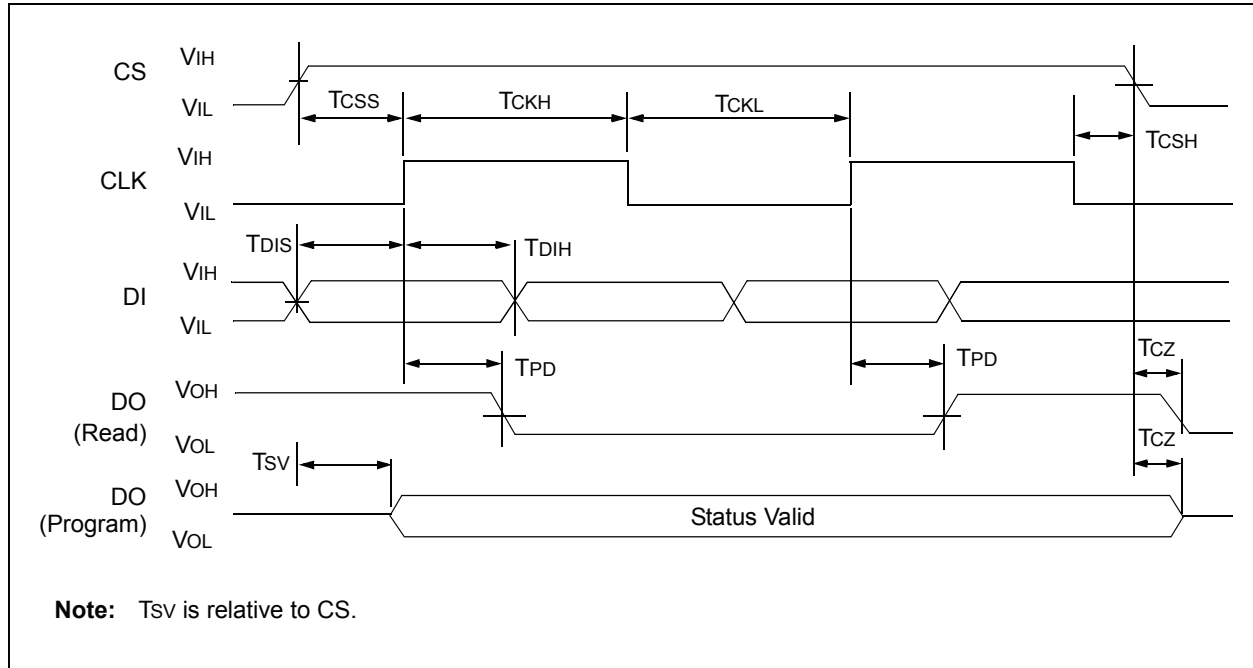 CS
VIH
VIL
TCSS
TCKH
TCKL
TCSH
CLK
VIH
VIL
TDIS
TDIH
DI
VIH
VIL
TPD
TPD
TCZ
DO
(Read)
VOH
VOL
TCZ
TSV
DO
(Program)
VOH
VOL
Status Valid
Note: TSV is relative to CS.